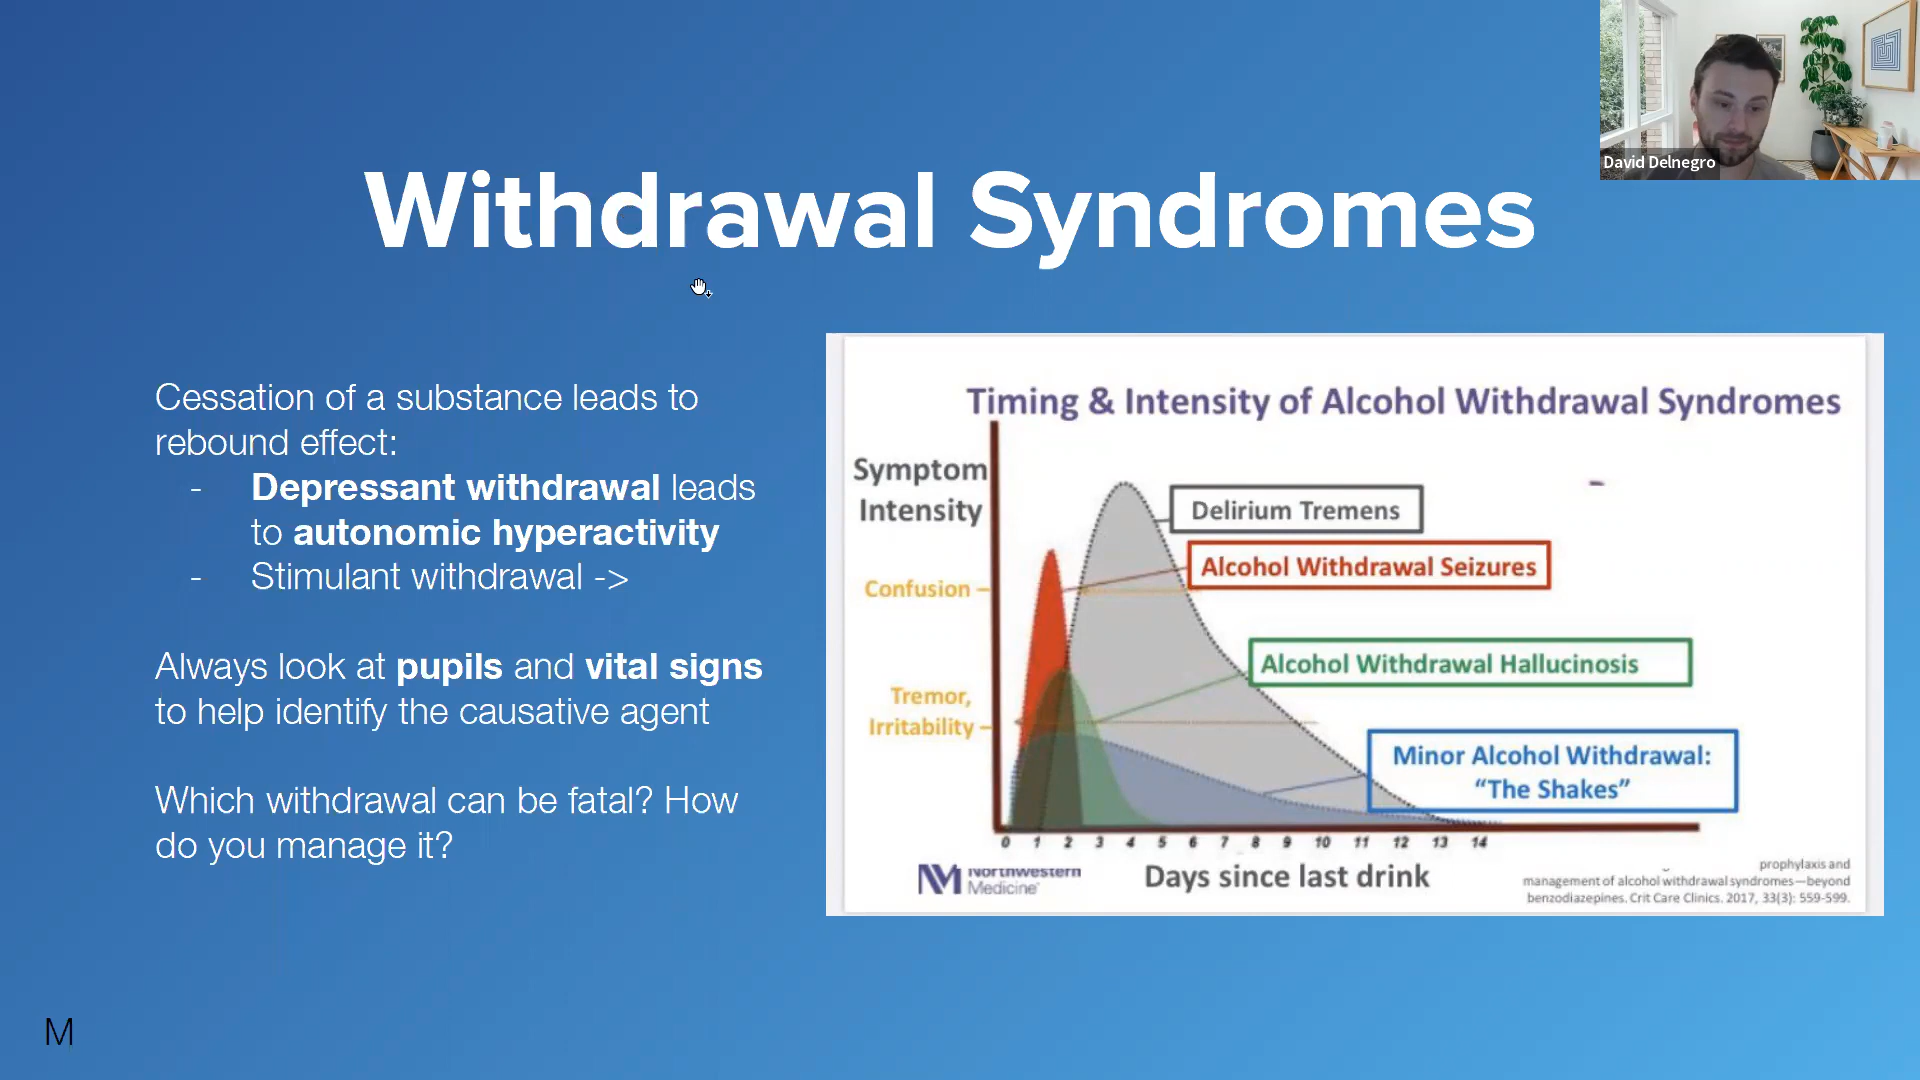 David Delnegro
Withdrawal Syndromes
Cessation of a substance leads to
rebound effect:
- Depressant withdrawal leads
to autonomic hyperactivity
- Stimulant withdrawal ->
Always look at pupils and vital signs
to help identify the causative agent
Which withdrawal can be fatal? How
do you manage it?
M
Timing & Intensity of Alcohol Withdrawal Syndromes
Symptom
Intensity
Delirium Tremens
Alcohol Withdrawal Seizures
Confusion
Alcohol Withdrawal Hallucinosis
Tremor,
Irritability
Minor Alcohol Withdrawal:
“The Shakes”
0 1 2 3 4 5 6 7 8 9 10 11 12 13 14
Days since last drink
Northwestern
Medicine
prophylaxis and
management of alcohol withdrawal syndromes—beyond
benzodiazepines. Crit Care Clinics. 2017, 33(3): 559-599.